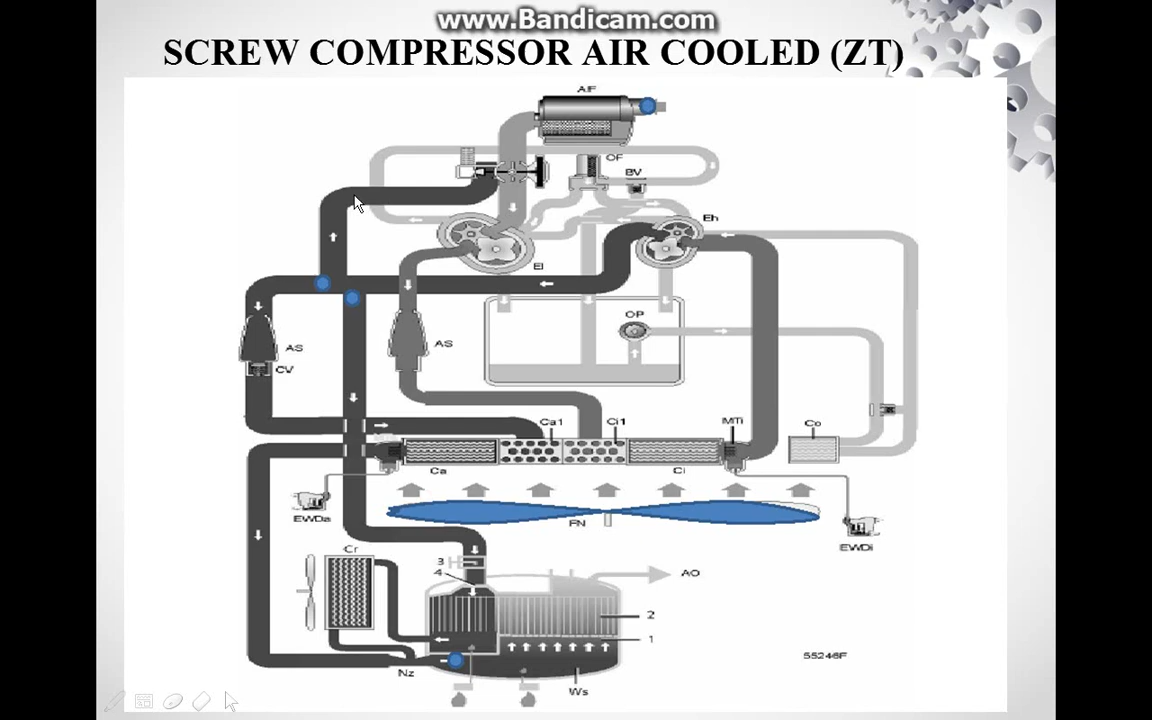 www.Bandicam.com
SCREW COMPRESSOR AIR COOLED (ZT)
AIF
OF
BV
Eh
El
OP
AS
AS
CV
Ca1
Ci1
MTi
Co
Ca
Ci
EWDa
FN
EWDi
Cr
3
4
AO
2
1
55246F
Nz
Ws